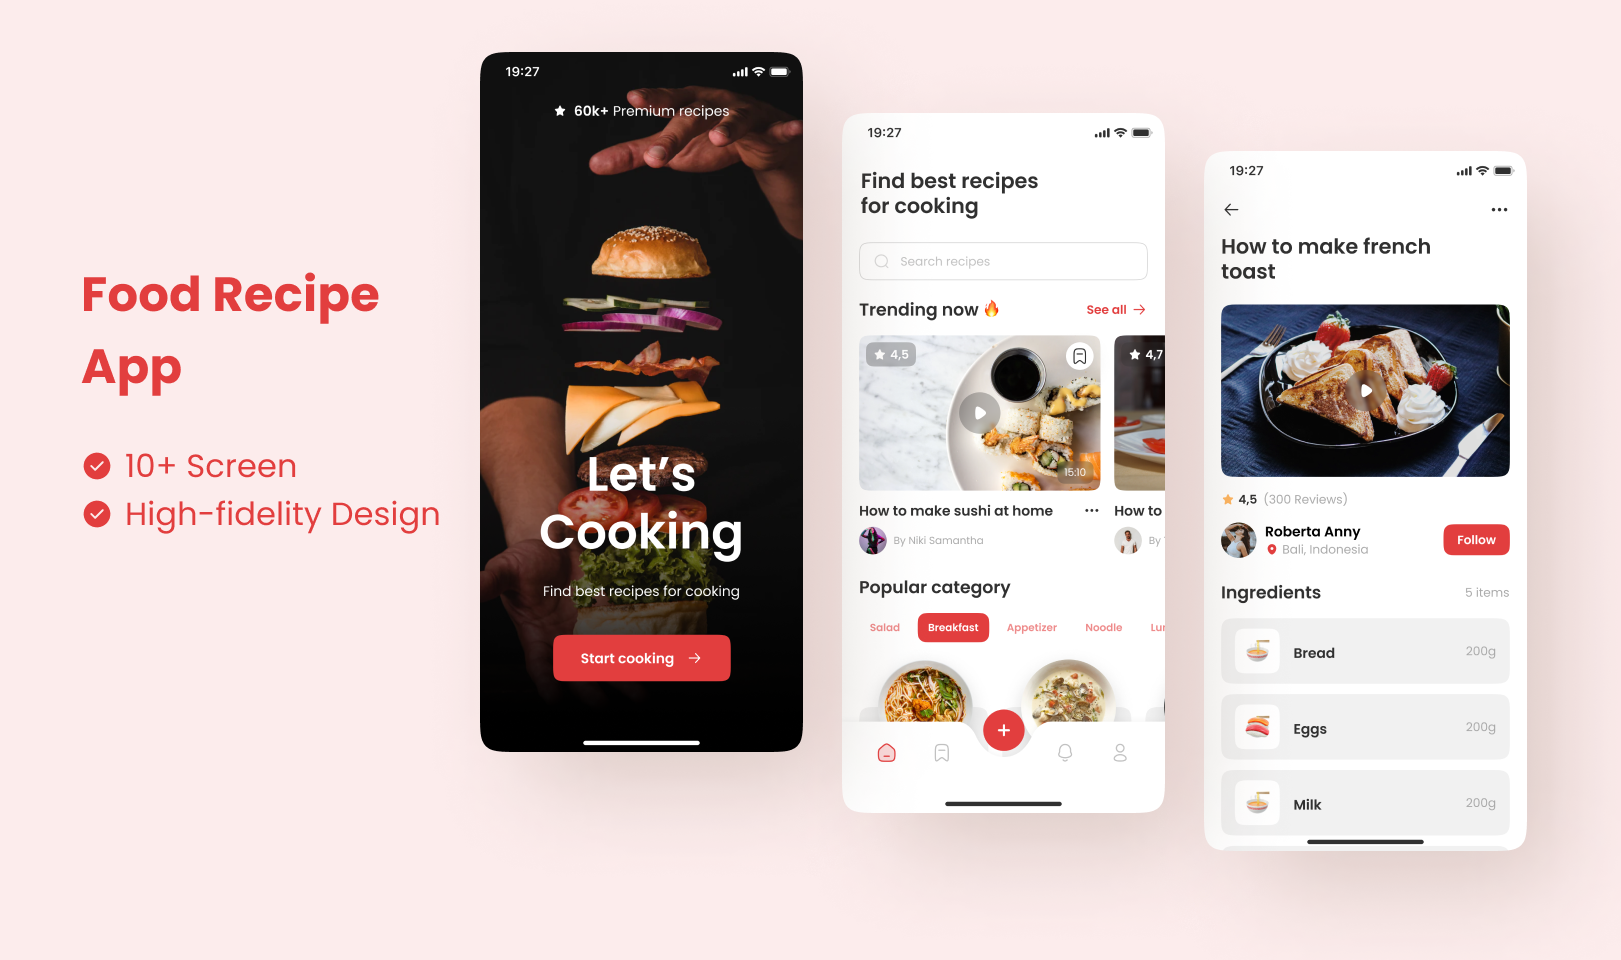 Food Recipe
App
10+ Screen
High-fidelity Design
19:27
60k+ Premium recipes
Let's
Cooking
Find best recipes for cooking
Start cooking
19:27
Find best recipes
for cooking
Search recipes
Trending now
See all
4,5
15:10
4,7
How to make sushi at home
By Niki Samantha
How to
By
Popular category
Salad
Breakfast
Appetizer
Noodle
19:27
How to make french
toast
4,5 (300 Reviews)
Roberta Anny
Bali, Indonesia
Follow
Ingredients
5 items
Bread
200g
Eggs
200g
Milk
200g